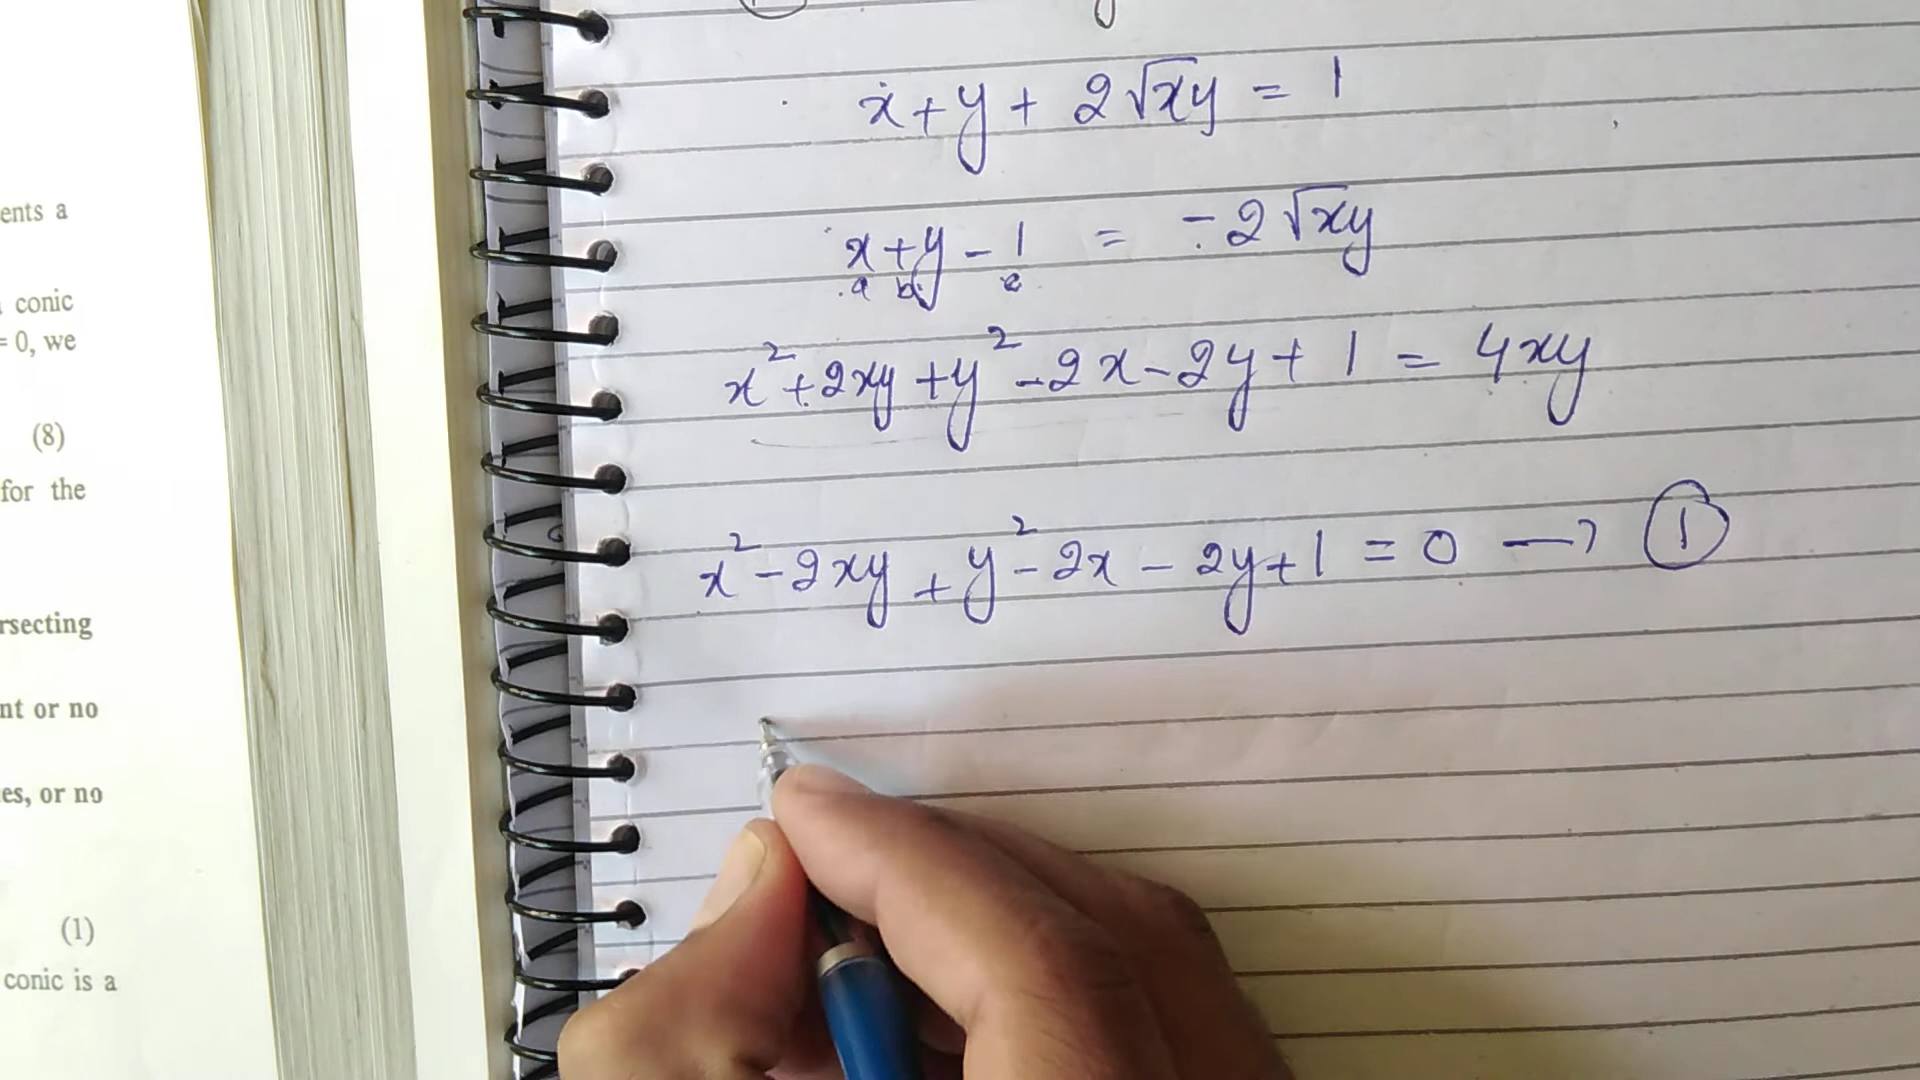 ents a
conic
= 0, we
(8)
for the
rsecting
nt or no
es, or no
(1)
conic is a
x + y + 2√xy = 1
x + y - 1 = -2√xy
a b c
x² + 2xy + y² - 2x - 2y + 1 = 4xy
x² - 2xy + y² - 2x - 2y + 1 = 0 → ①